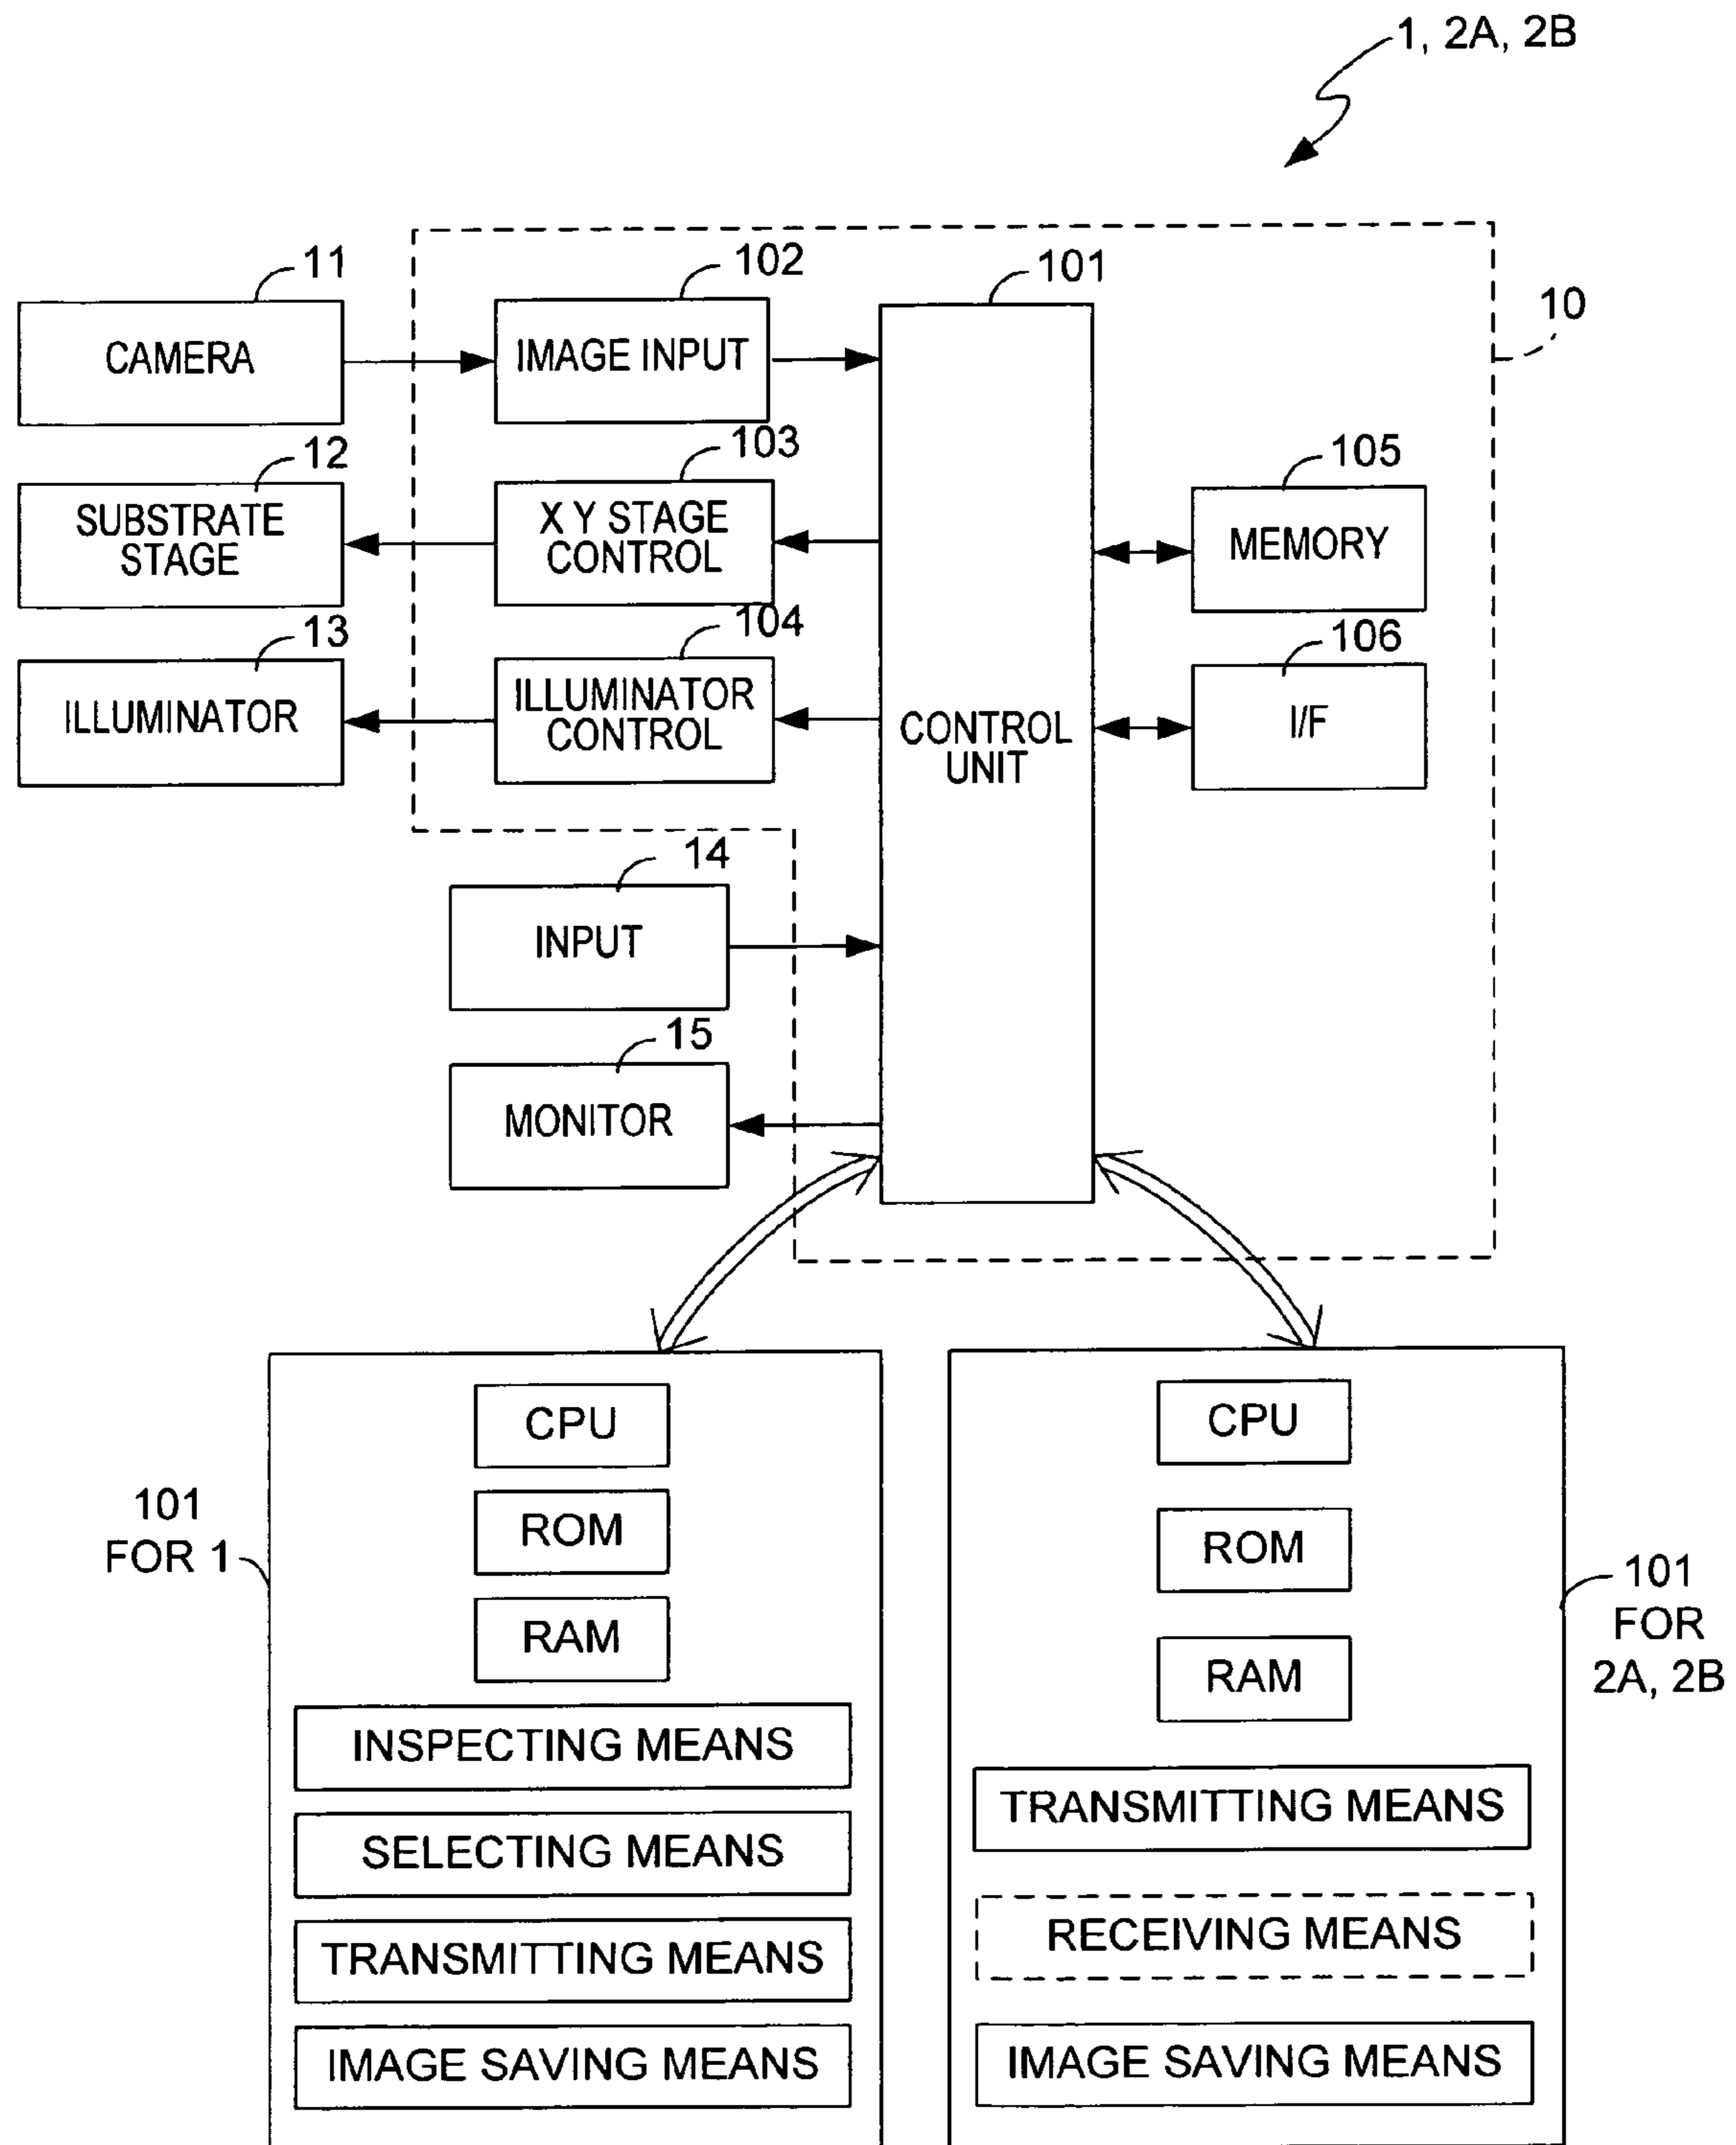 1, 2A, 2B
11
102
101
10
CAMERA
IMAGE INPUT
12
103
105
SUBSTRATE
STAGE
X Y STAGE
CONTROL
MEMORY
13
104
106
ILLUMINATOR
ILLUMINATOR
CONTROL
CONTROL
UNIT
I/F
14
INPUT
15
MONITOR
101
FOR 1
CPU
ROM
RAM
INSPECTING MEANS
SELECTING MEANS
TRANSMITTING MEANS
IMAGE SAVING MEANS
CPU
ROM
RAM
TRANSMITTING MEANS
RECEIVING MEANS
IMAGE SAVING MEANS
101
FOR
2A, 2B